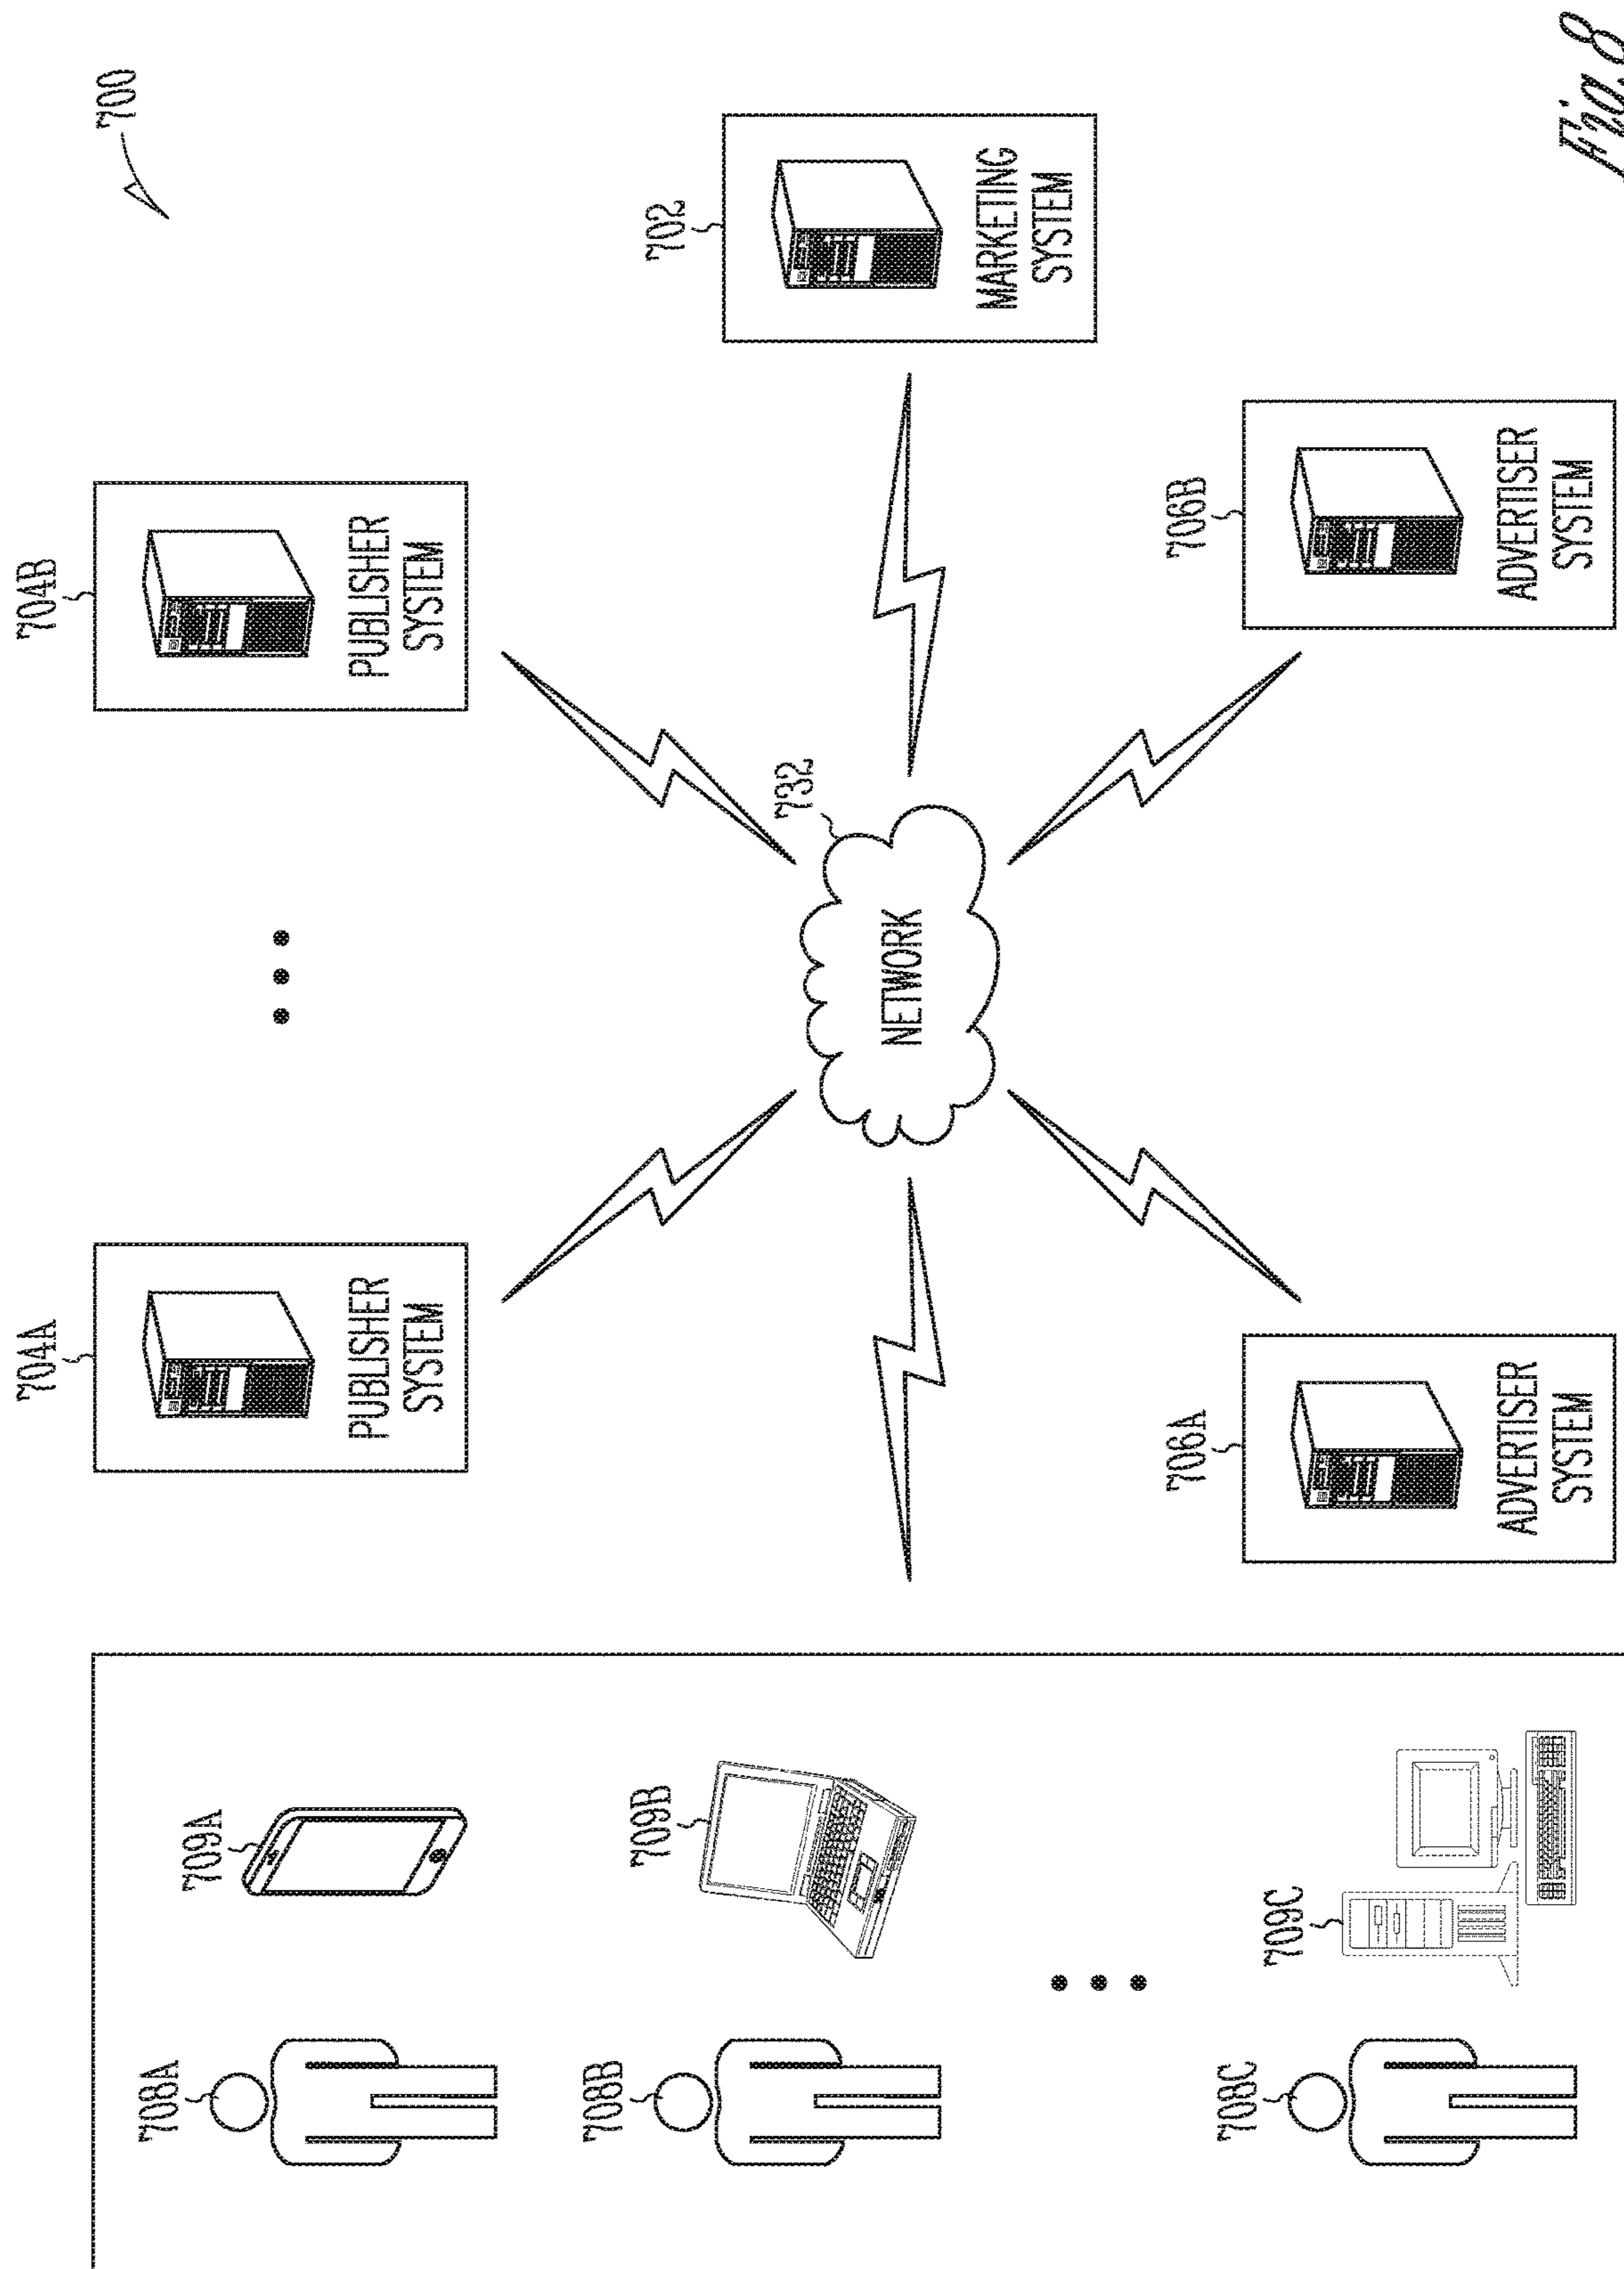 700
704A
PUBLISHER
SYSTEM
704B
PUBLISHER
SYSTEM
708A
709A
708B
709B
732
NETWORK
702
MARKETING
SYSTEM
708C
709C
706A
ADVERTISER
SYSTEM
706B
ADVERTISER
SYSTEM
Fig. 8